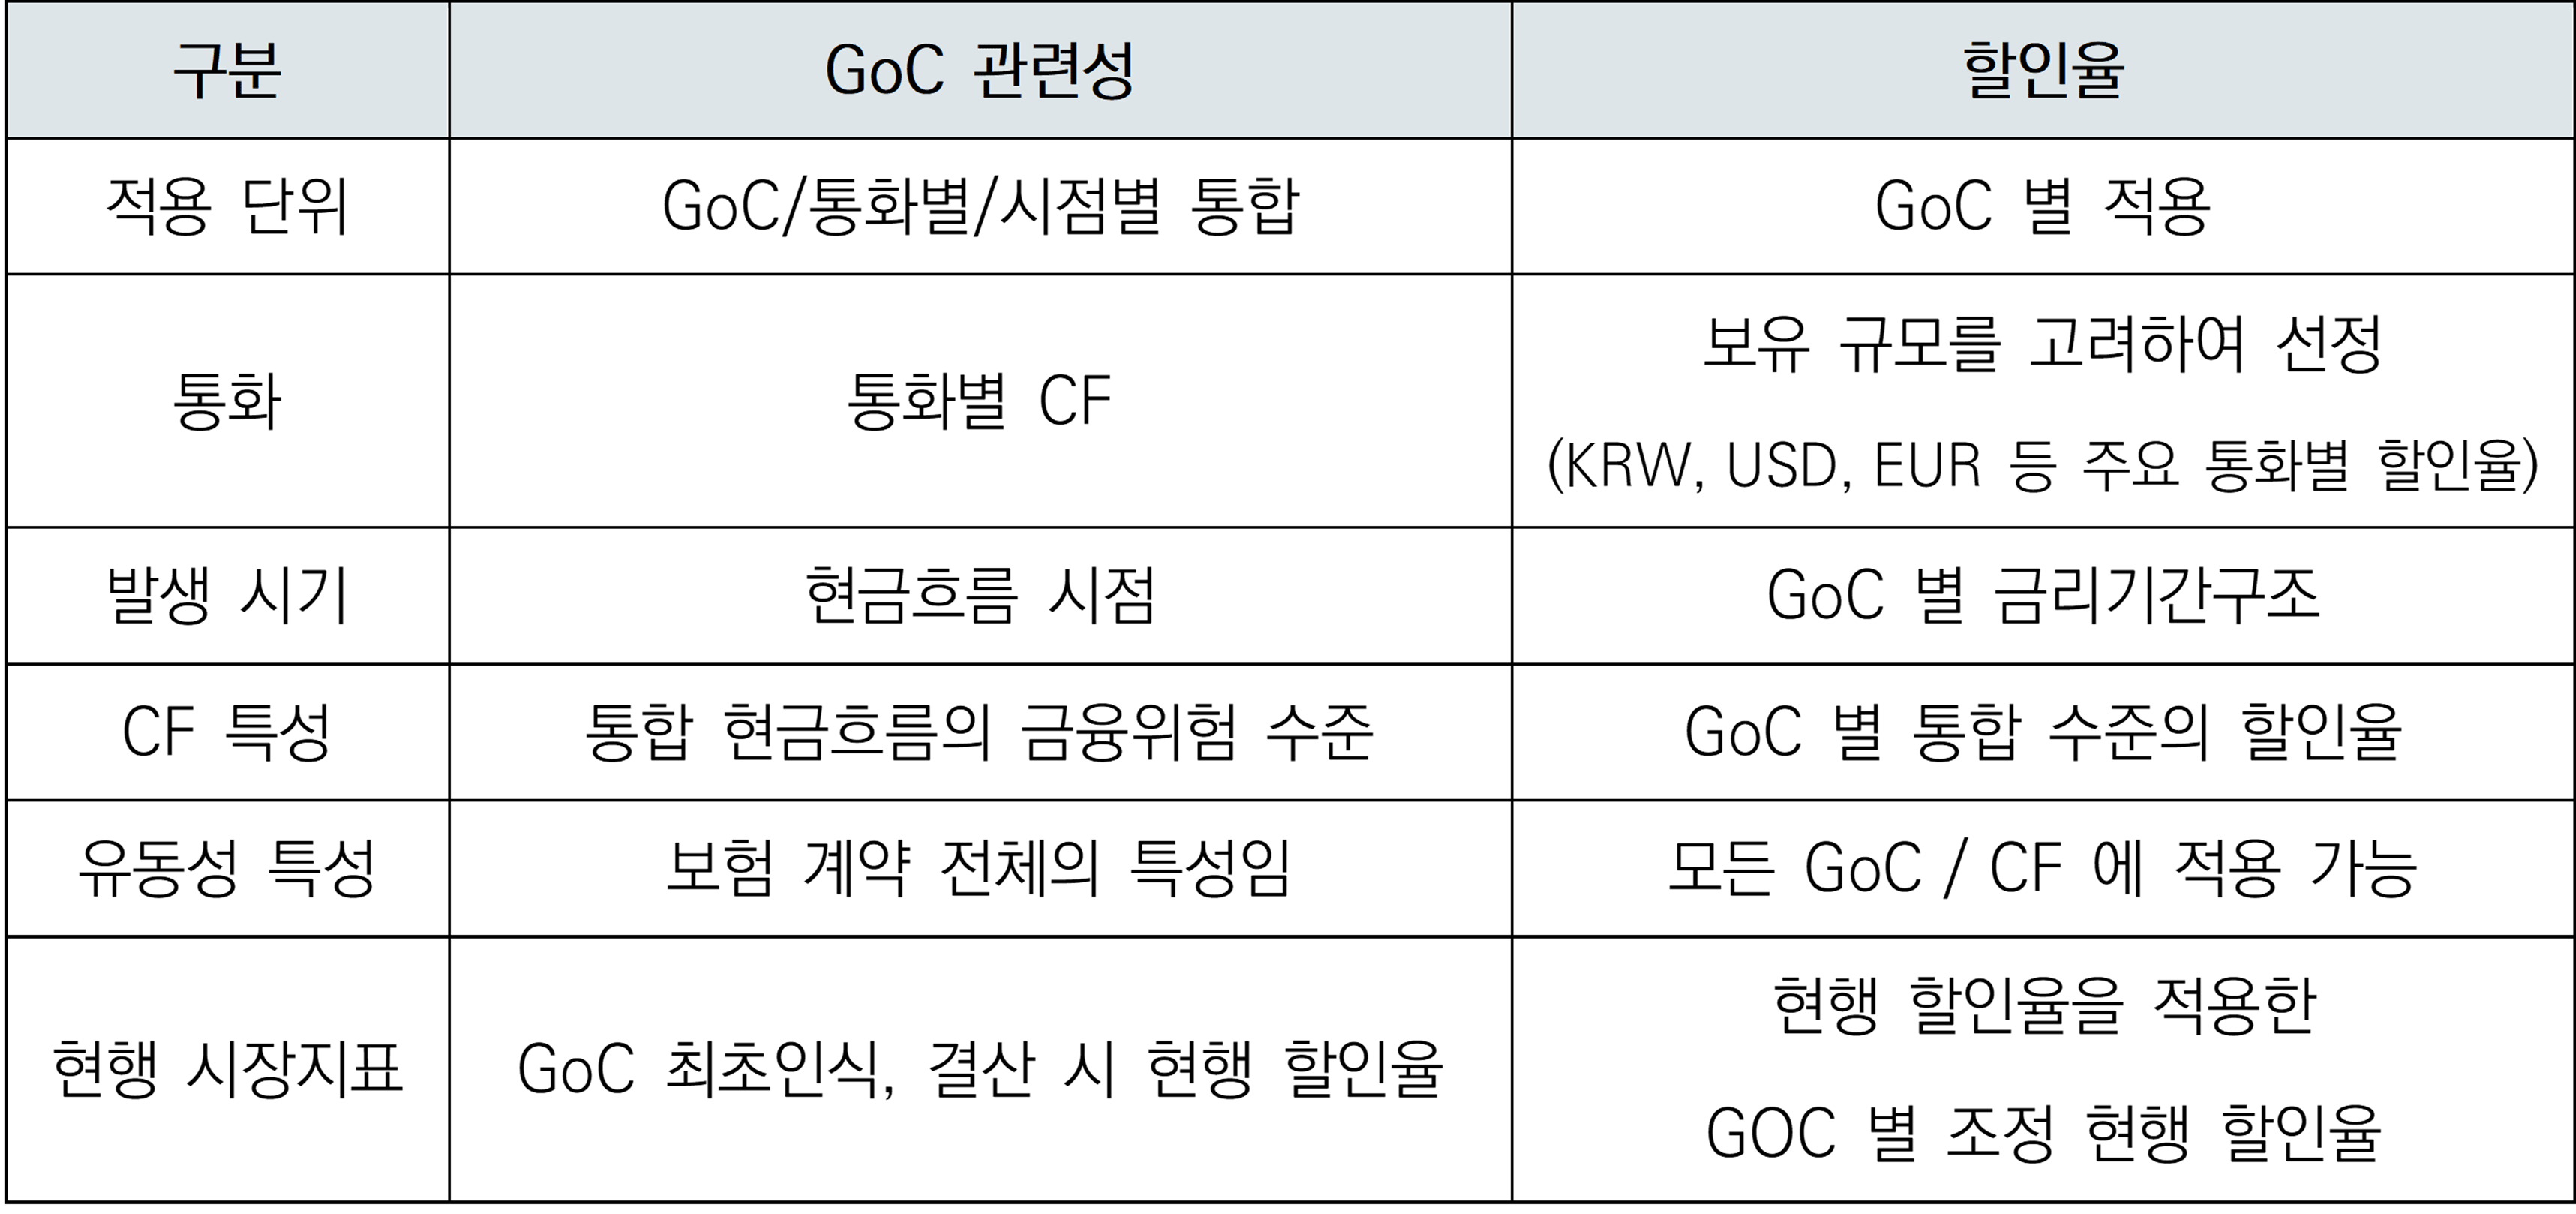 구분 GoC 관련성 할인율
적용 단위 GoC/통화별/시점별 통합 GoC 별 적용
통화 통화별 CF 보유 규모를 고려하여 선정
(KRW, USD, EUR 등 주요 통화별 할인율)
발생 시기 현금흐름 시점 GoC 별 금리기간구조
CF 특성 통합 현금흐름의 금융위험 수준 GoC 별 통합 수준의 할인율
유동성 특성 보험 계약 전체의 특성임 모든 GoC / CF 에 적용 가능
현행 시장지표 GoC 최초인식, 결산 시 현행 할인율 현행 할인율을 적용한
GOC 별 조정 현행 할인율